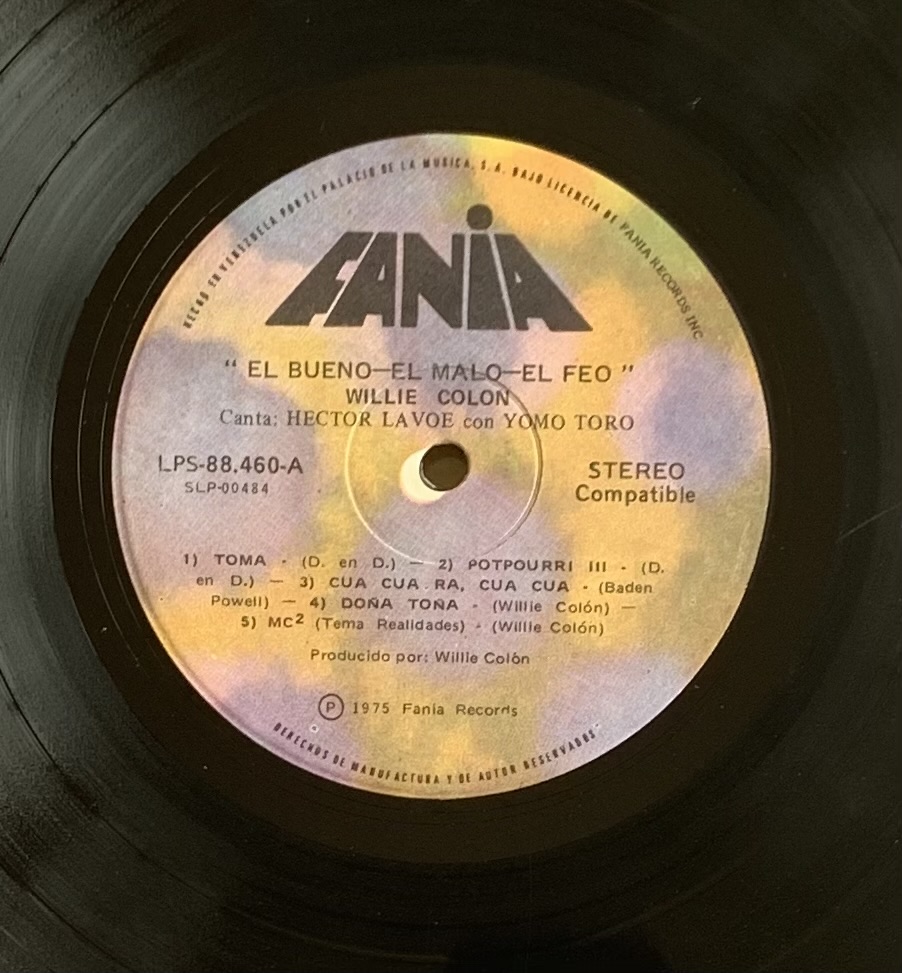 HECHO EN VENEZUELA POR EL PALACIO DE LA MUSICA, S. A. BAJO LICENCIA DE FANIA RECORDS INC
FANiA
" EL BUENO—EL MALO—EL FEO "
WILLIE COLON
Canta: HECTOR LAVOE con YOMO TORO
LPS-88.460-A
SLP-00484
STEREO
Compatible
1) TOMA - (D. en D.) — 2) POTPOURRI III - (D.
en D.) — 3) CUA CUA RA, CUA CUA - (Baden
Powell) — 4) DOÑA TOÑA - (Willie Colón) —
5) MC² (Tema Realidades) - (Willie Colón)
Producido por: Willie Colón
Ⓟ 1975 Fania Records
DERECHOS DE MANUFACTURA Y DE AUTOR RESERVADOS